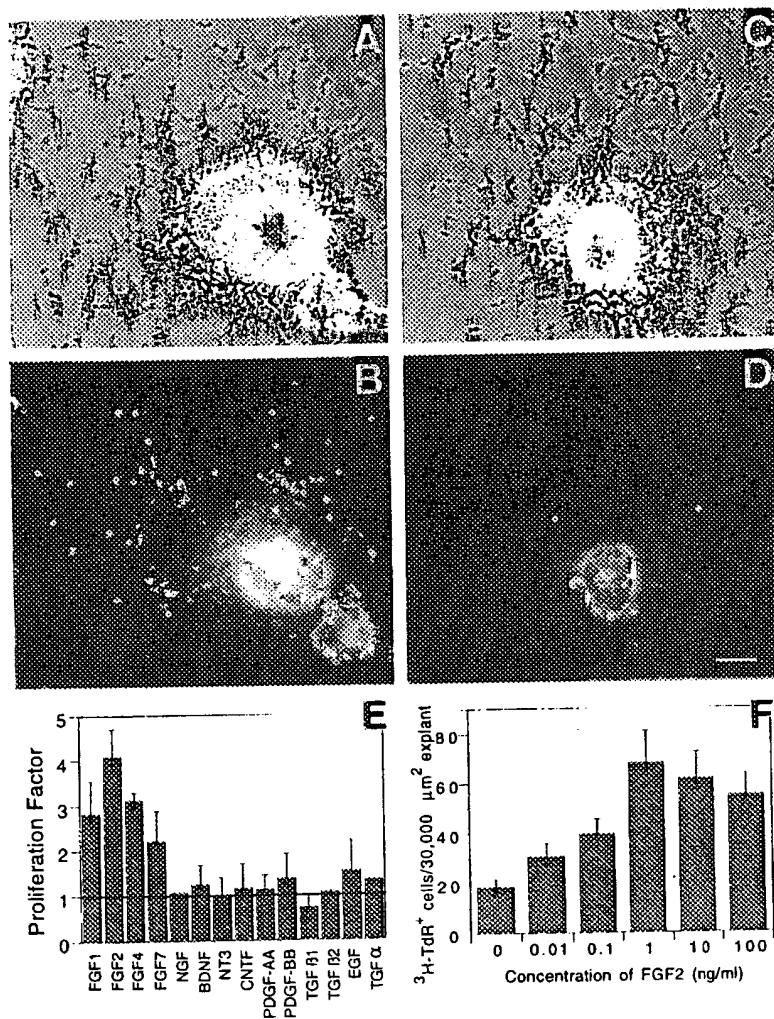 A
C
B
D
E
5
4
3
2
1
0
Proliferation Factor
FGF1
FGF2
FGF4
FGF7
NGF
BDNF
NT3
CNTF
PDGF-AA
PDGF-BB
TGF ß1
TGF ß2
EGF
TGF α
F
³H-TdR⁺ cells/30,000 μm² explant
80
60
40
20
0
0 0.01 0.1 1 10 100
Concentration of FGF2 (ng/ml)